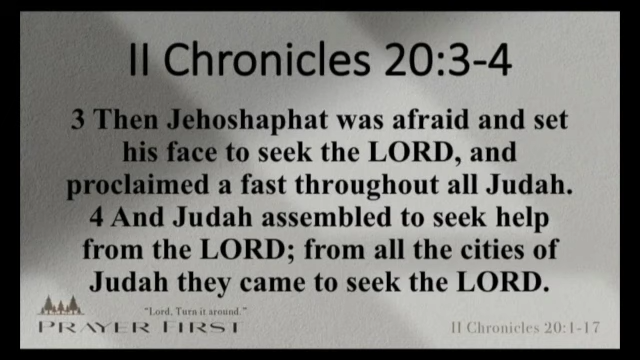 II Chronicles 20:3-4
3 Then Jehoshaphat was afraid and set
his face to seek the LORD, and
proclaimed a fast throughout all Judah.
4 And Judah assembled to seek help
from the LORD; from all the cities of
Judah they came to seek the LORD.
"Lord, Turn it around."
PRAYER FIRST
II Chronicles 20:1-17